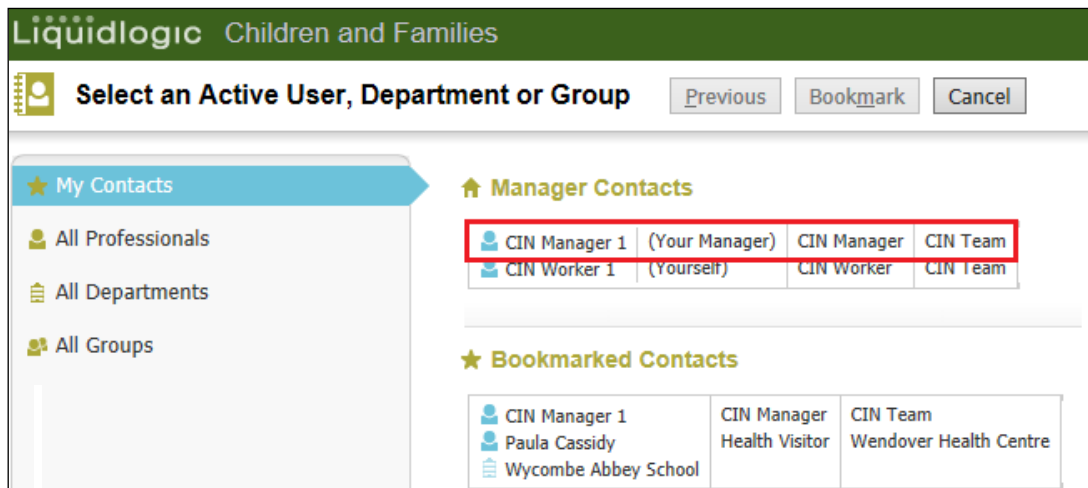 Liquidlogic Children and Families
Select an Active User, Department or Group Previous Bookmark Cancel
My Contacts
All Professionals
All Departments
All Groups
Manager Contacts
CIN Manager 1 (Your Manager) CIN Manager CIN Team
CIN Worker 1 (Yourself) CIN Worker CIN Team
Bookmarked Contacts
CIN Manager 1 CIN Manager CIN Team
Paula Cassidy Health Visitor Wendover Health Centre
Wycombe Abbey School